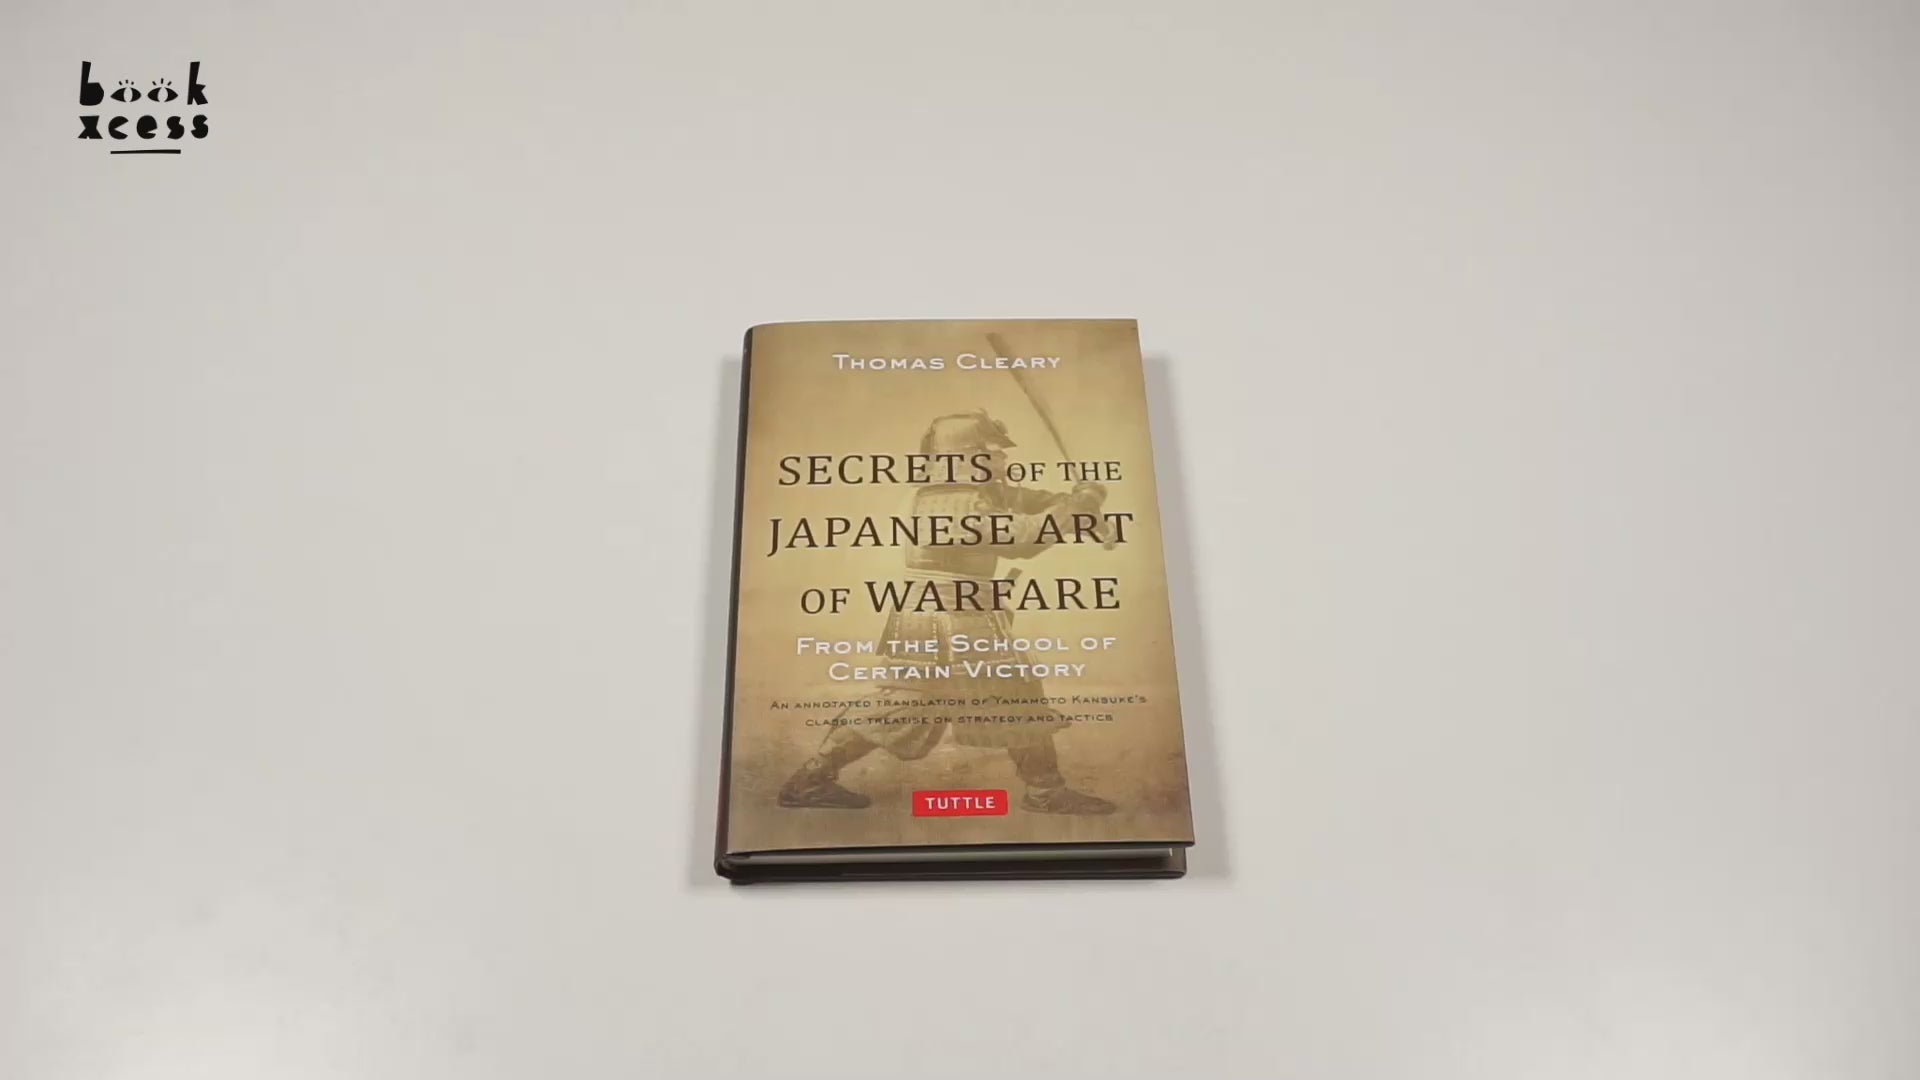 book
xcess
THOMAS CLEARY
SECRETS OF THE
JAPANESE ART
OF WARFARE
FROM THE SCHOOL OF
CERTAIN VICTORY
AN ANNOTATED TRANSLATION OF YAMAMOTO KANSUKE'S
CLASSIC TREATISE ON STRATEGY AND TACTICS
TUTTLE